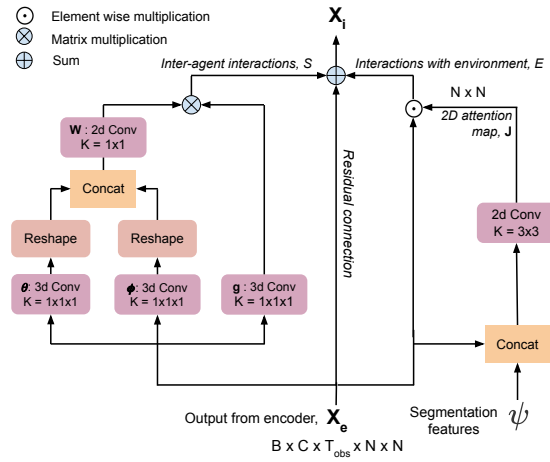 Element wise multiplication
Matrix multiplication
Sum
X_i
Inter-agent interactions, S
Interactions with environment, E
N x N
2D attention
map, J
W : 2d Conv
K = 1x1
Concat
Reshape
Reshape
Residual connection
2d Conv
K = 3x3
θ: 3d Conv
K = 1x1x1
ϕ: 3d Conv
K = 1x1x1
g: 3d Conv
K = 1x1x1
Concat
Output from encoder, X_e
B x C x T_obs x N x N
Segmentation
features
ψ